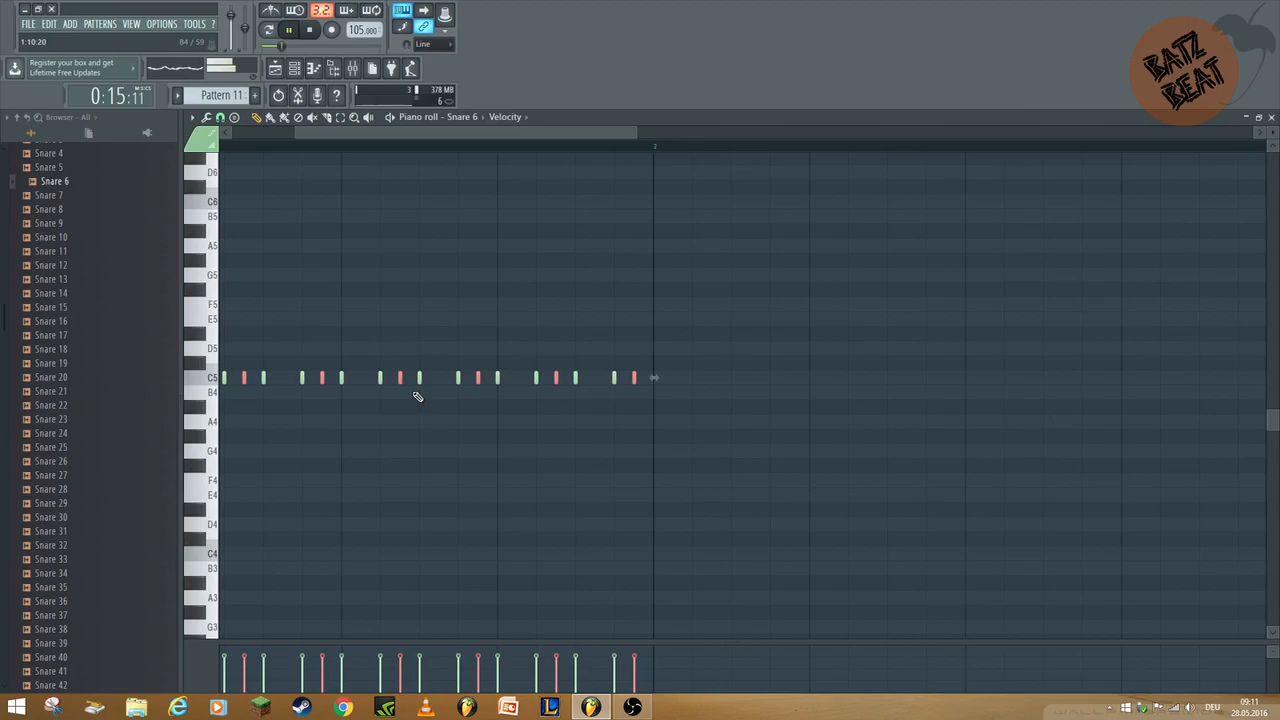 FILE EDIT ADD PATTERNS VIEW OPTIONS TOOLS ?
3.2
105.000
1:10:20 84 / 59
Line
Register your box and get
Lifetime Free Updates
0:15:11 M:S:CS
Pattern 11
3 378 MB
6
BATZ
BEAT
Browser - All
Piano roll - Snare 6 Velocity
2
Snare 4
Snare 5
Snare 6
Snare 7
Snare 8
Snare 9
Snare 10
Snare 11
Snare 12
Snare 13
Snare 14
Snare 15
Snare 16
Snare 17
Snare 18
Snare 19
Snare 20
Snare 21
Snare 22
Snare 23
Snare 24
Snare 25
Snare 26
Snare 27
Snare 28
Snare 29
Snare 30
Snare 31
Snare 32
Snare 33
Snare 34
Snare 35
Snare 36
Snare 37
Snare 38
Snare 39
Snare 40
Snare 41
Snare 42
D6
C6
B5
A5
G5
F5
E5
D5
C5
B4
A4
G4
F4
E4
D4
C4
B3
A3
G3
DEU
09:11
28.05.2016